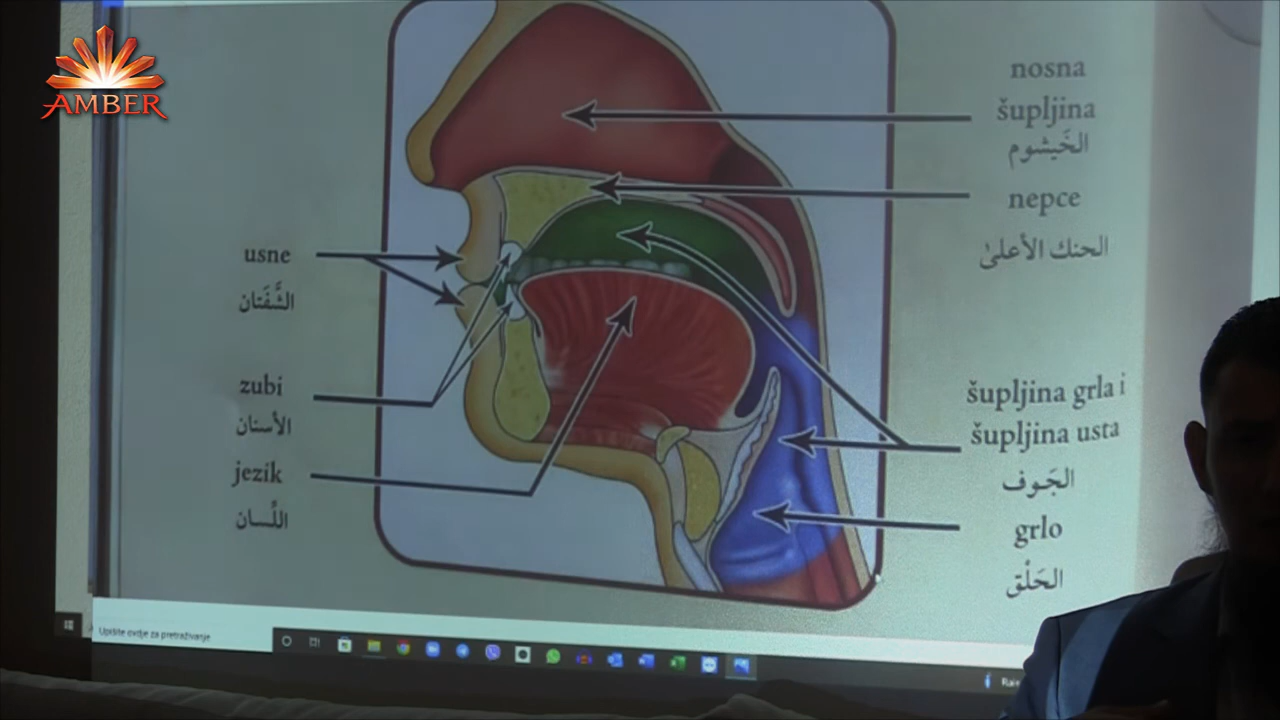 AMBER
nosna
šupljina
الخَيشوم
nepce
الحنك الأعلىٰ
usne
الشَّفَتان
zubi
الأسنان
jezik
اللِّسان
šupljina grla i
šupljina usta
الجَوف
grlo
الحَلْق
Upišite ovdje za pretraživanje